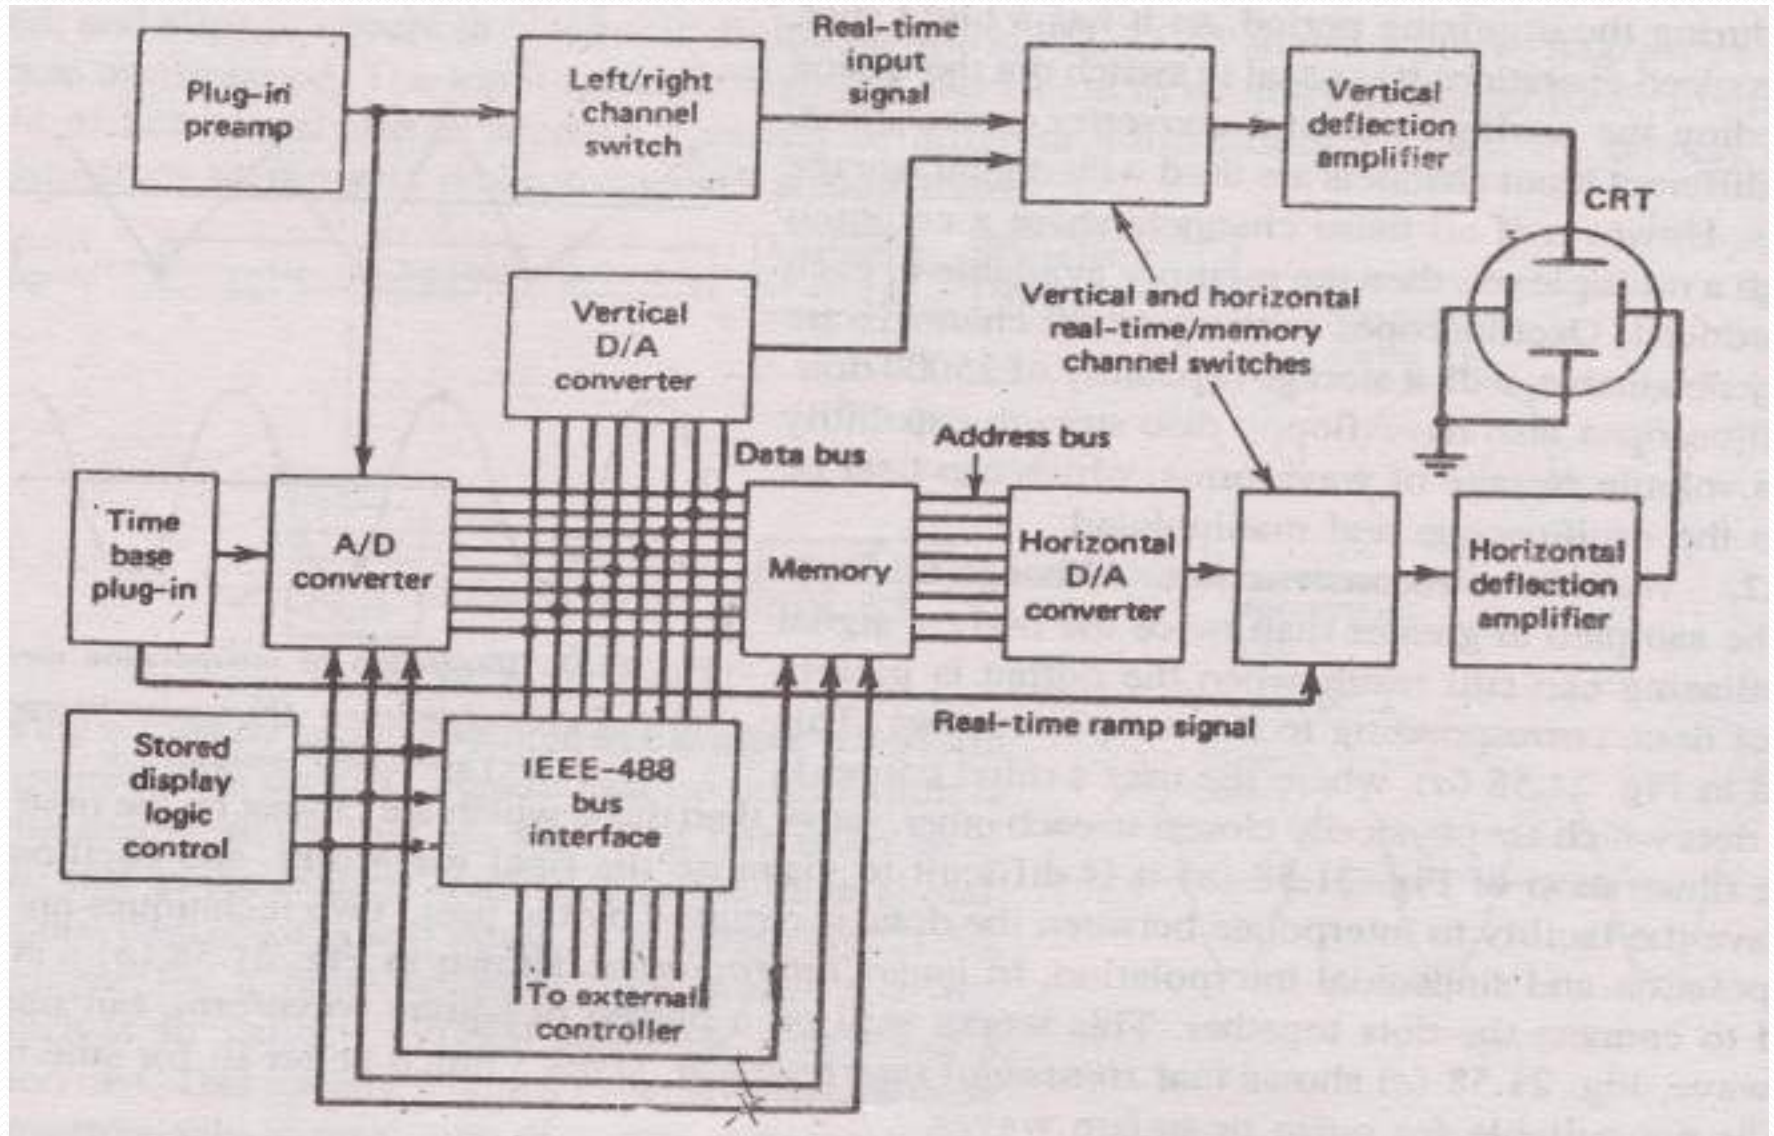 Real-time
input
signal
Plug-in
preamp
Left/right
channel
switch
Vertical
deflection
amplifier
CRT
Vertical
D/A
converter
Vertical and horizontal
real-time/memory
channel switches
Data bus
Address bus
Time
base
plug-in
A/D
converter
Memory
Horizontal
D/A
converter
Horizontal
deflection
amplifier
Real-time ramp signal
Stored
display
logic
control
IEEE-488
bus
interface
To external
controller